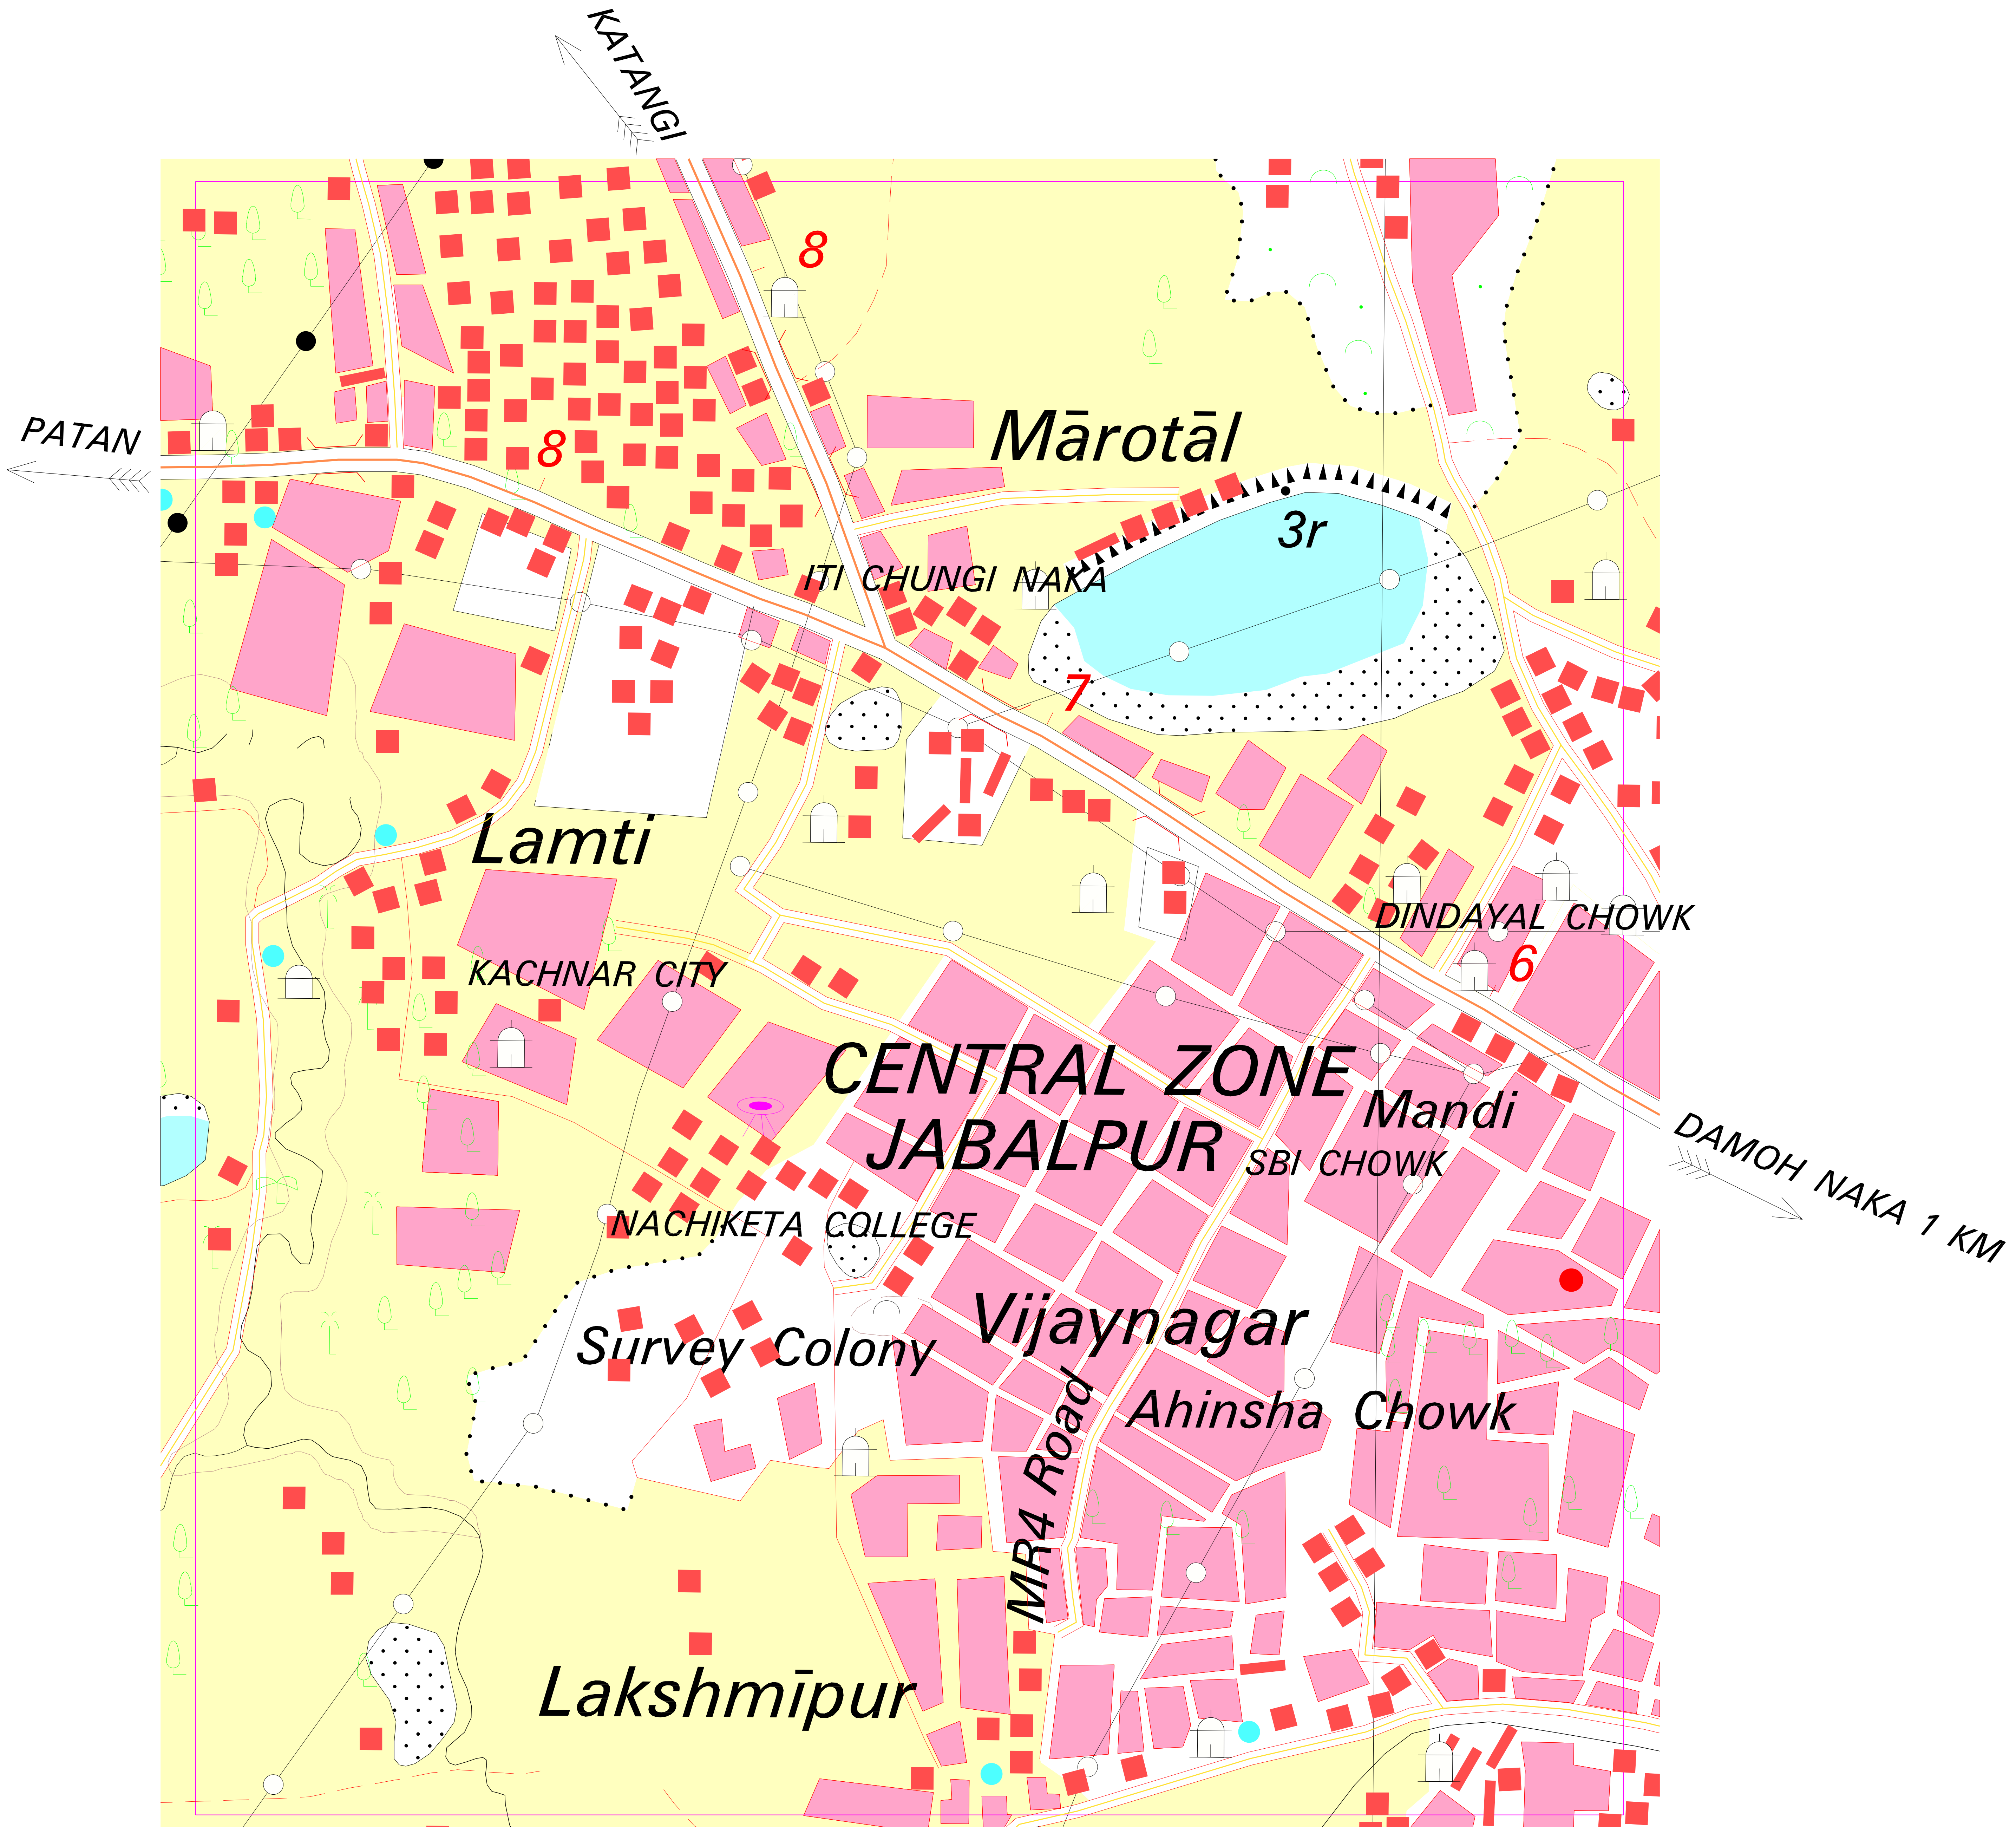 KATANGI
8
PATAN
8
Mārotāl
3r
ITI CHUNGI NAKA
7
Lamti
DINDAYAL CHOWK
6
KACHNAR CITY
CENTRAL ZONE
JABALPUR
Mandi
SBI CHOWK
DAMOH NAKA 1 KM
NACHIKETA COLLEGE
Vijaynagar
Survey Colony
Ahinsha Chowk
MR4 Road
Lakshmīpur